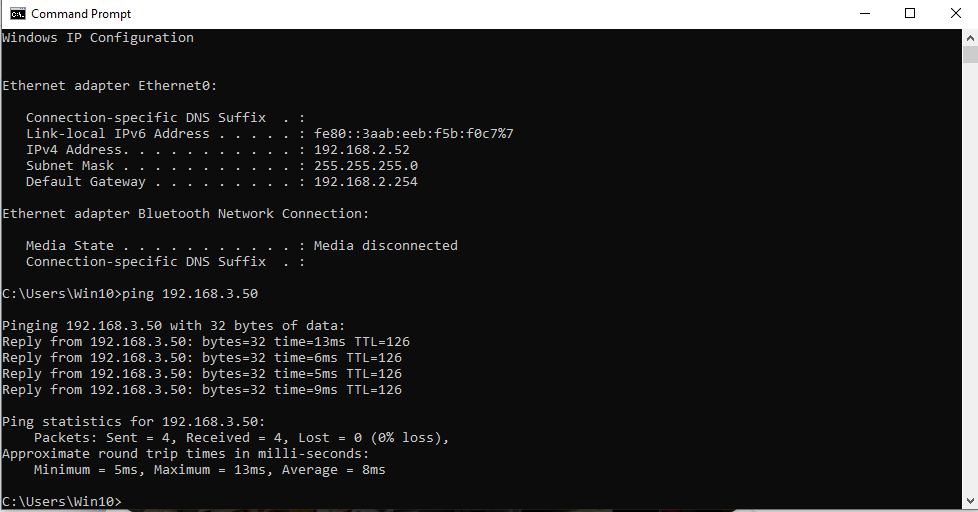 Command Prompt
Windows IP Configuration
Ethernet adapter Ethernet0:
Connection-specific DNS Suffix  . :
Link-local IPv6 Address . . . . . : fe80::3aab:eeb:f5b:f0c7%7
IPv4 Address. . . . . . . . . . . : 192.168.2.52
Subnet Mask . . . . . . . . . . . : 255.255.255.0
Default Gateway . . . . . . . . . : 192.168.2.254
Ethernet adapter Bluetooth Network Connection:
Media State . . . . . . . . . . . : Media disconnected
Connection-specific DNS Suffix  . :
C:\Users\Win10>ping 192.168.3.50
Pinging 192.168.3.50 with 32 bytes of data:
Reply from 192.168.3.50: bytes=32 time=13ms TTL=126
Reply from 192.168.3.50: bytes=32 time=6ms TTL=126
Reply from 192.168.3.50: bytes=32 time=5ms TTL=126
Reply from 192.168.3.50: bytes=32 time=9ms TTL=126
Ping statistics for 192.168.3.50:
Packets: Sent = 4, Received = 4, Lost = 0 (0% loss),
Approximate round trip times in milli-seconds:
Minimum = 5ms, Maximum = 13ms, Average = 8ms
C:\Users\Win10>